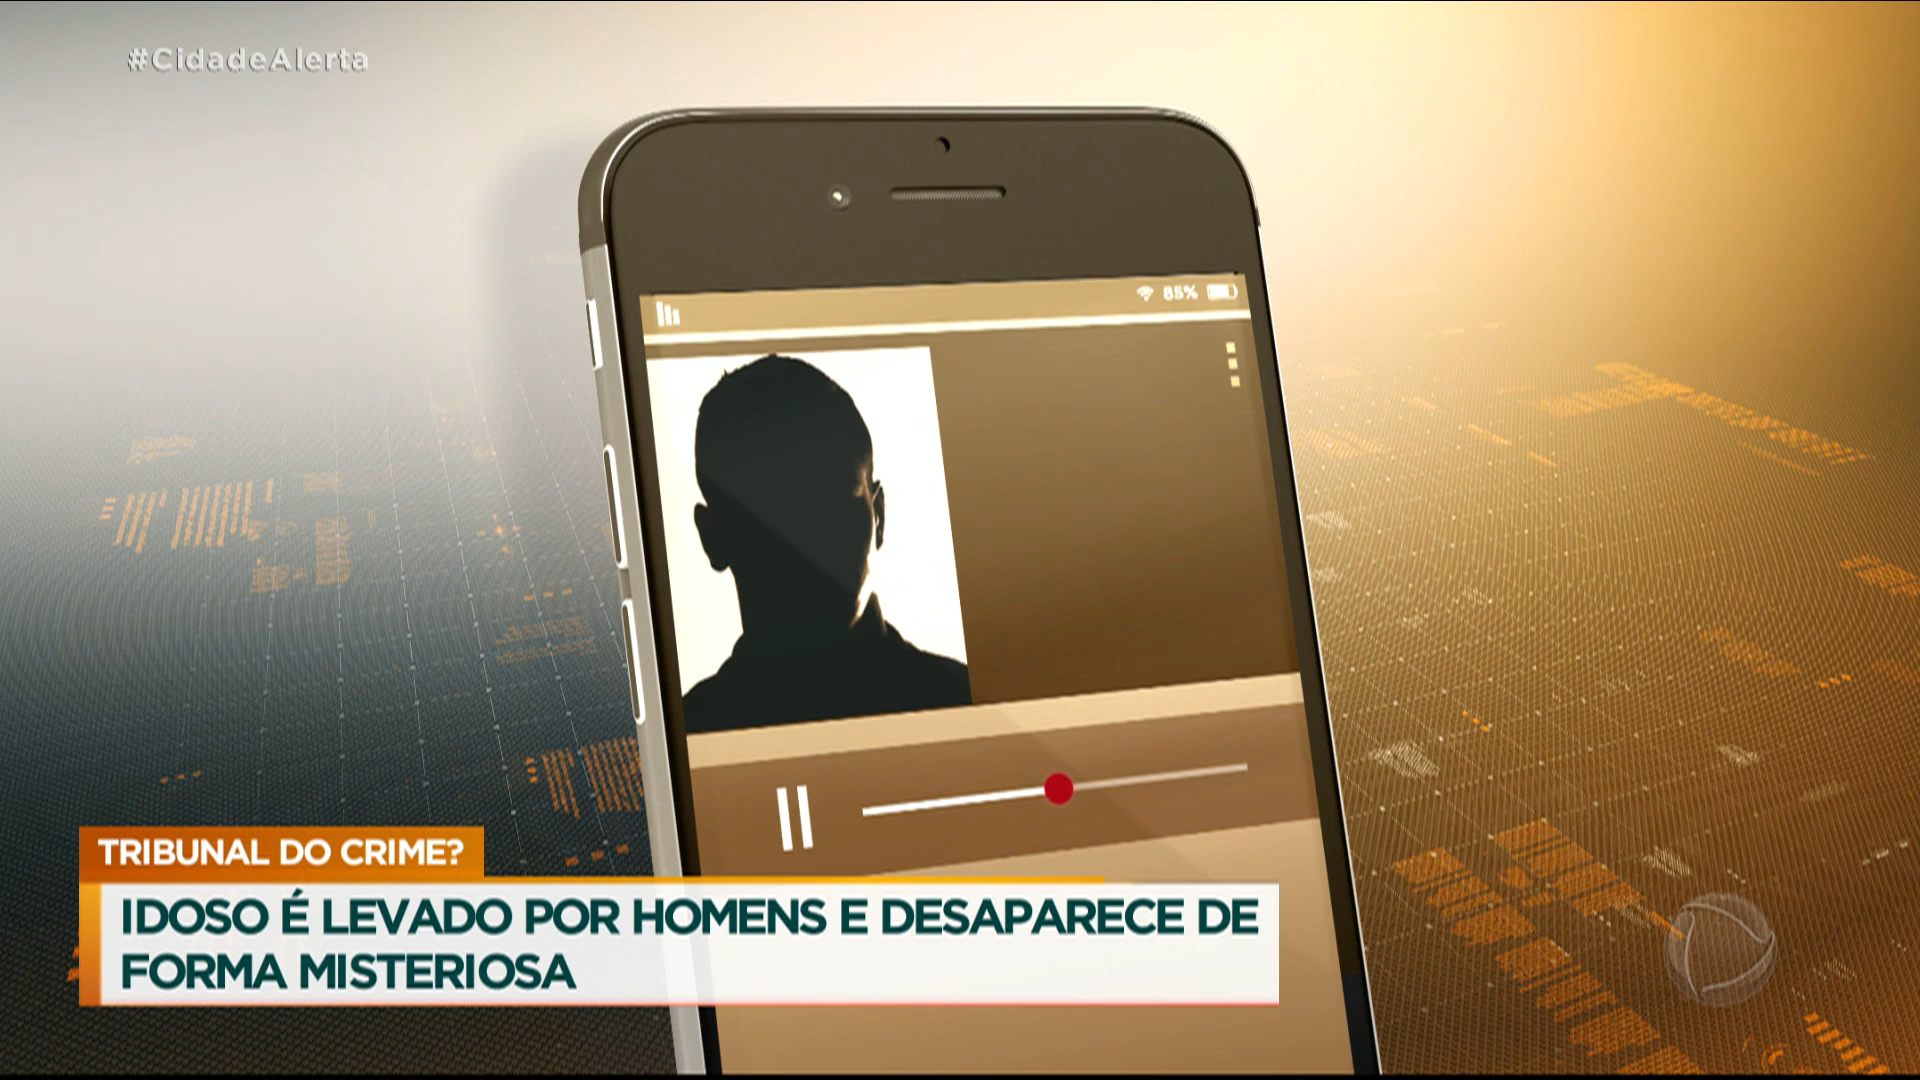 #CidadeAlerta
85%
TRIBUNAL DO CRIME?
IDOSO É LEVADO POR HOMENS E DESAPARECE DE
FORMA MISTERIOSA